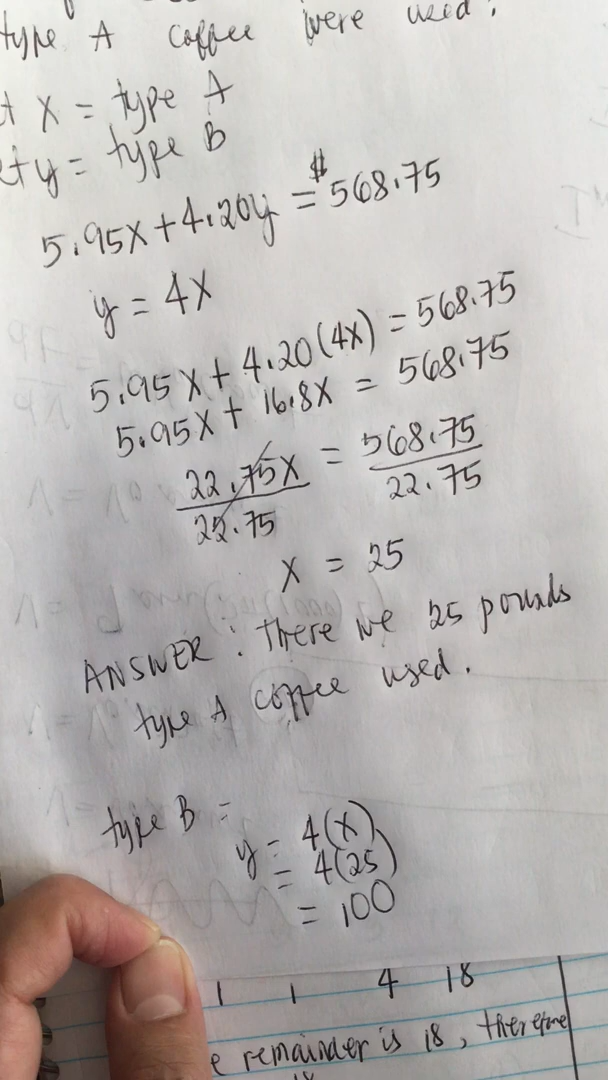 type A coffee were used.
t x = type A
et y = type B
5.95x + 4.20y = $568.75
y = 4x
5.95x + 4.20(4x) = 568.75
5.95x + 16.8x = 568.75
22.75x = 568.75
22.75 22.75
x = 25
ANSWER: there we 25 pounds
type A coffee used.
type B =
y = 4(x)
= 4(25)
= 100
1 1 4 18
e remainder is 18, therefore